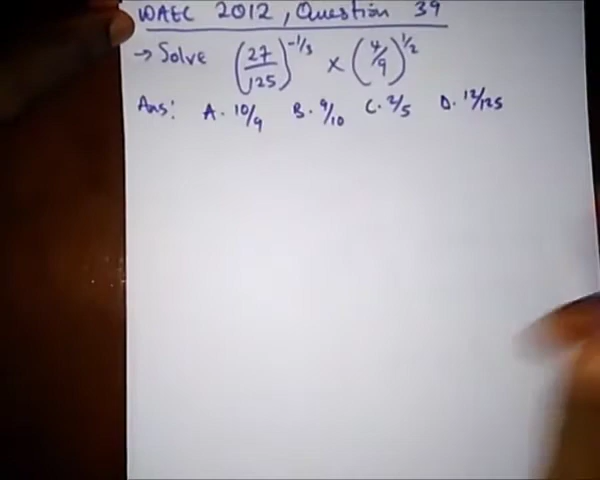 WAEC 2012, Question 39
→ Solve (27/125)^-1/3 × (4/9)^1/2
Ans: A. 10/9 B. 9/10 C. 2/5 D. 12/125